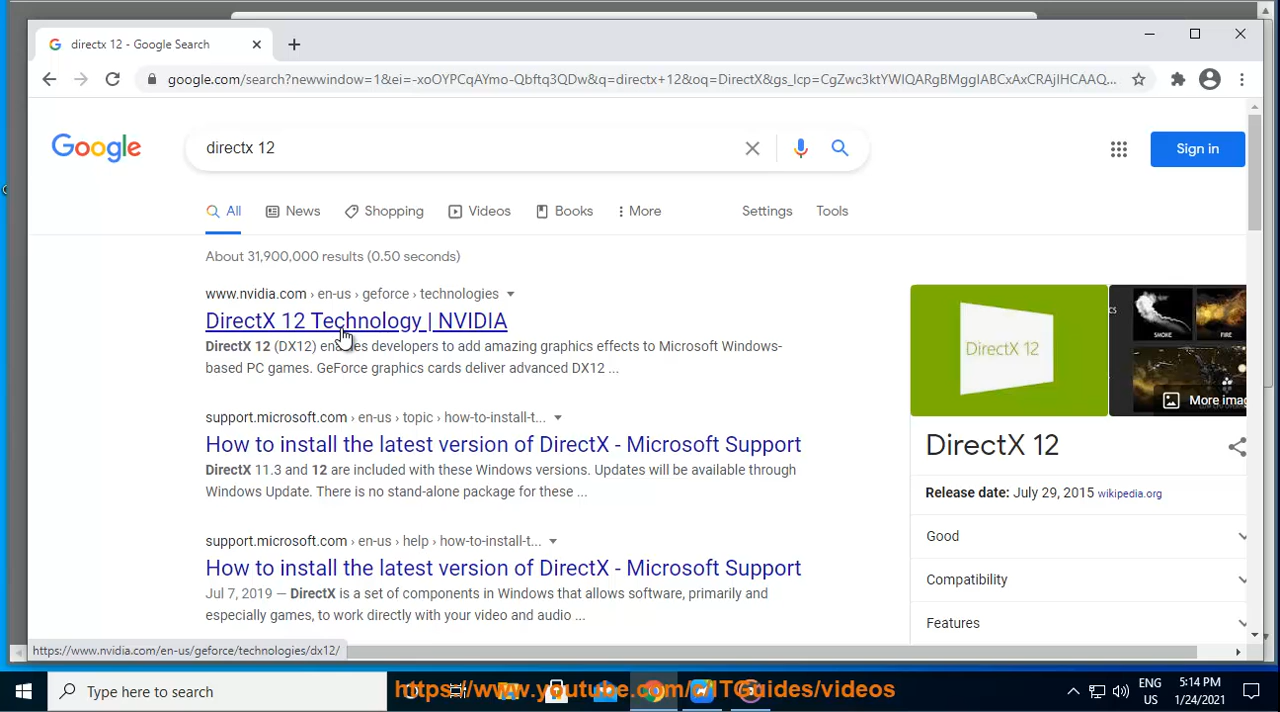 directx 12 - Google Search
google.com/search?newwindow=1&ei=-xoOYPCqAYmo-Qbftq3QDw&q=directx+12&oq=DirectX&gs_lcp=CgZwc3ktYWIQARgBMggIABCxAxCRAjIHCAAQ...
Google
directx 12
Sign in
All News Shopping Videos Books More Settings Tools
About 31,900,000 results (0.50 seconds)
www.nvidia.com › en-us › geforce › technologies
DirectX 12 Technology | NVIDIA
DirectX 12 (DX12) enables developers to add amazing graphics effects to Microsoft Windows-
based PC games. GeForce graphics cards deliver advanced DX12 ...
support.microsoft.com › en-us › topic › how-to-install-t...
How to install the latest version of DirectX - Microsoft Support
DirectX 11.3 and 12 are included with these Windows versions. Updates will be available through
Windows Update. There is no stand-alone package for these ...
support.microsoft.com › en-us › help › how-to-install-t...
How to install the latest version of DirectX - Microsoft Support
Jul 7, 2019 — DirectX is a set of components in Windows that allows software, primarily and
especially games, to work directly with your video and audio ...
DirectX 12
SMOKE
FIRE
More imag
DirectX 12
Release date: July 29, 2015 wikipedia.org
Good
Compatibility
Features
https://www.nvidia.com/en-us/geforce/technologies/dx12/
Type here to search
https://www.youtube.com/c/ITGuides/videos
ENG
US
5:14 PM
1/24/2021